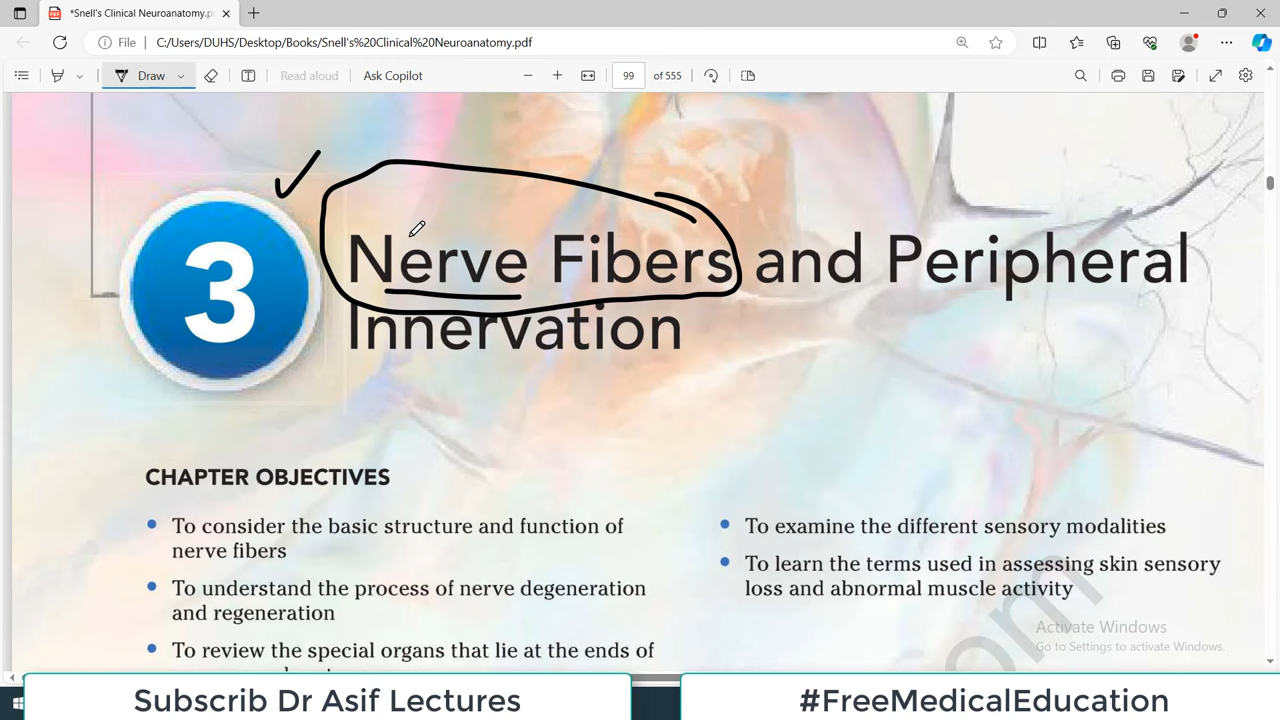 *Snell's Clinical Neuroanatomy.p
File C:/Users/DUHS/Desktop/Books/Snell's%20Clinical%20Neuroanatomy.pdf
Draw Read aloud Ask Copilot 99 of 555
3
Nerve Fibers and Peripheral
Innervation
CHAPTER OBJECTIVES
To consider the basic structure and function of
nerve fibers
To understand the process of nerve degeneration
and regeneration
To review the special organs that lie at the ends of
To examine the different sensory modalities
To learn the terms used in assessing skin sensory
loss and abnormal muscle activity
om
Activate Windows
Go to Settings to activate Windows.
Subscrib Dr Asif Lectures
#FreeMedicalEducation